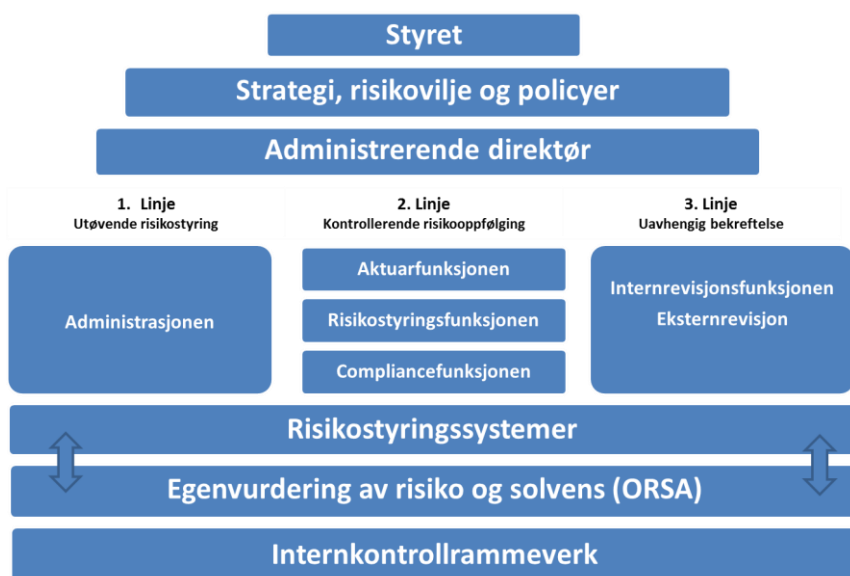 Styret
Strategi, risikovilje og policyer
Administrerende direktør
1. Linje
Utøvende risikostyring
2. Linje
Kontrollerende risikooppfølging
3. Linje
Uavhengig bekreftelse
Administrasjonen
Aktuarfunksjonen
Risikostyringsfunksjonen
Compliancefunksjonen
Internrevisjonsfunksjonen
Eksternrevisjon
Risikostyringssystemer
Egenvurdering av risiko og solvens (ORSA)
Internkontrollrammeverk